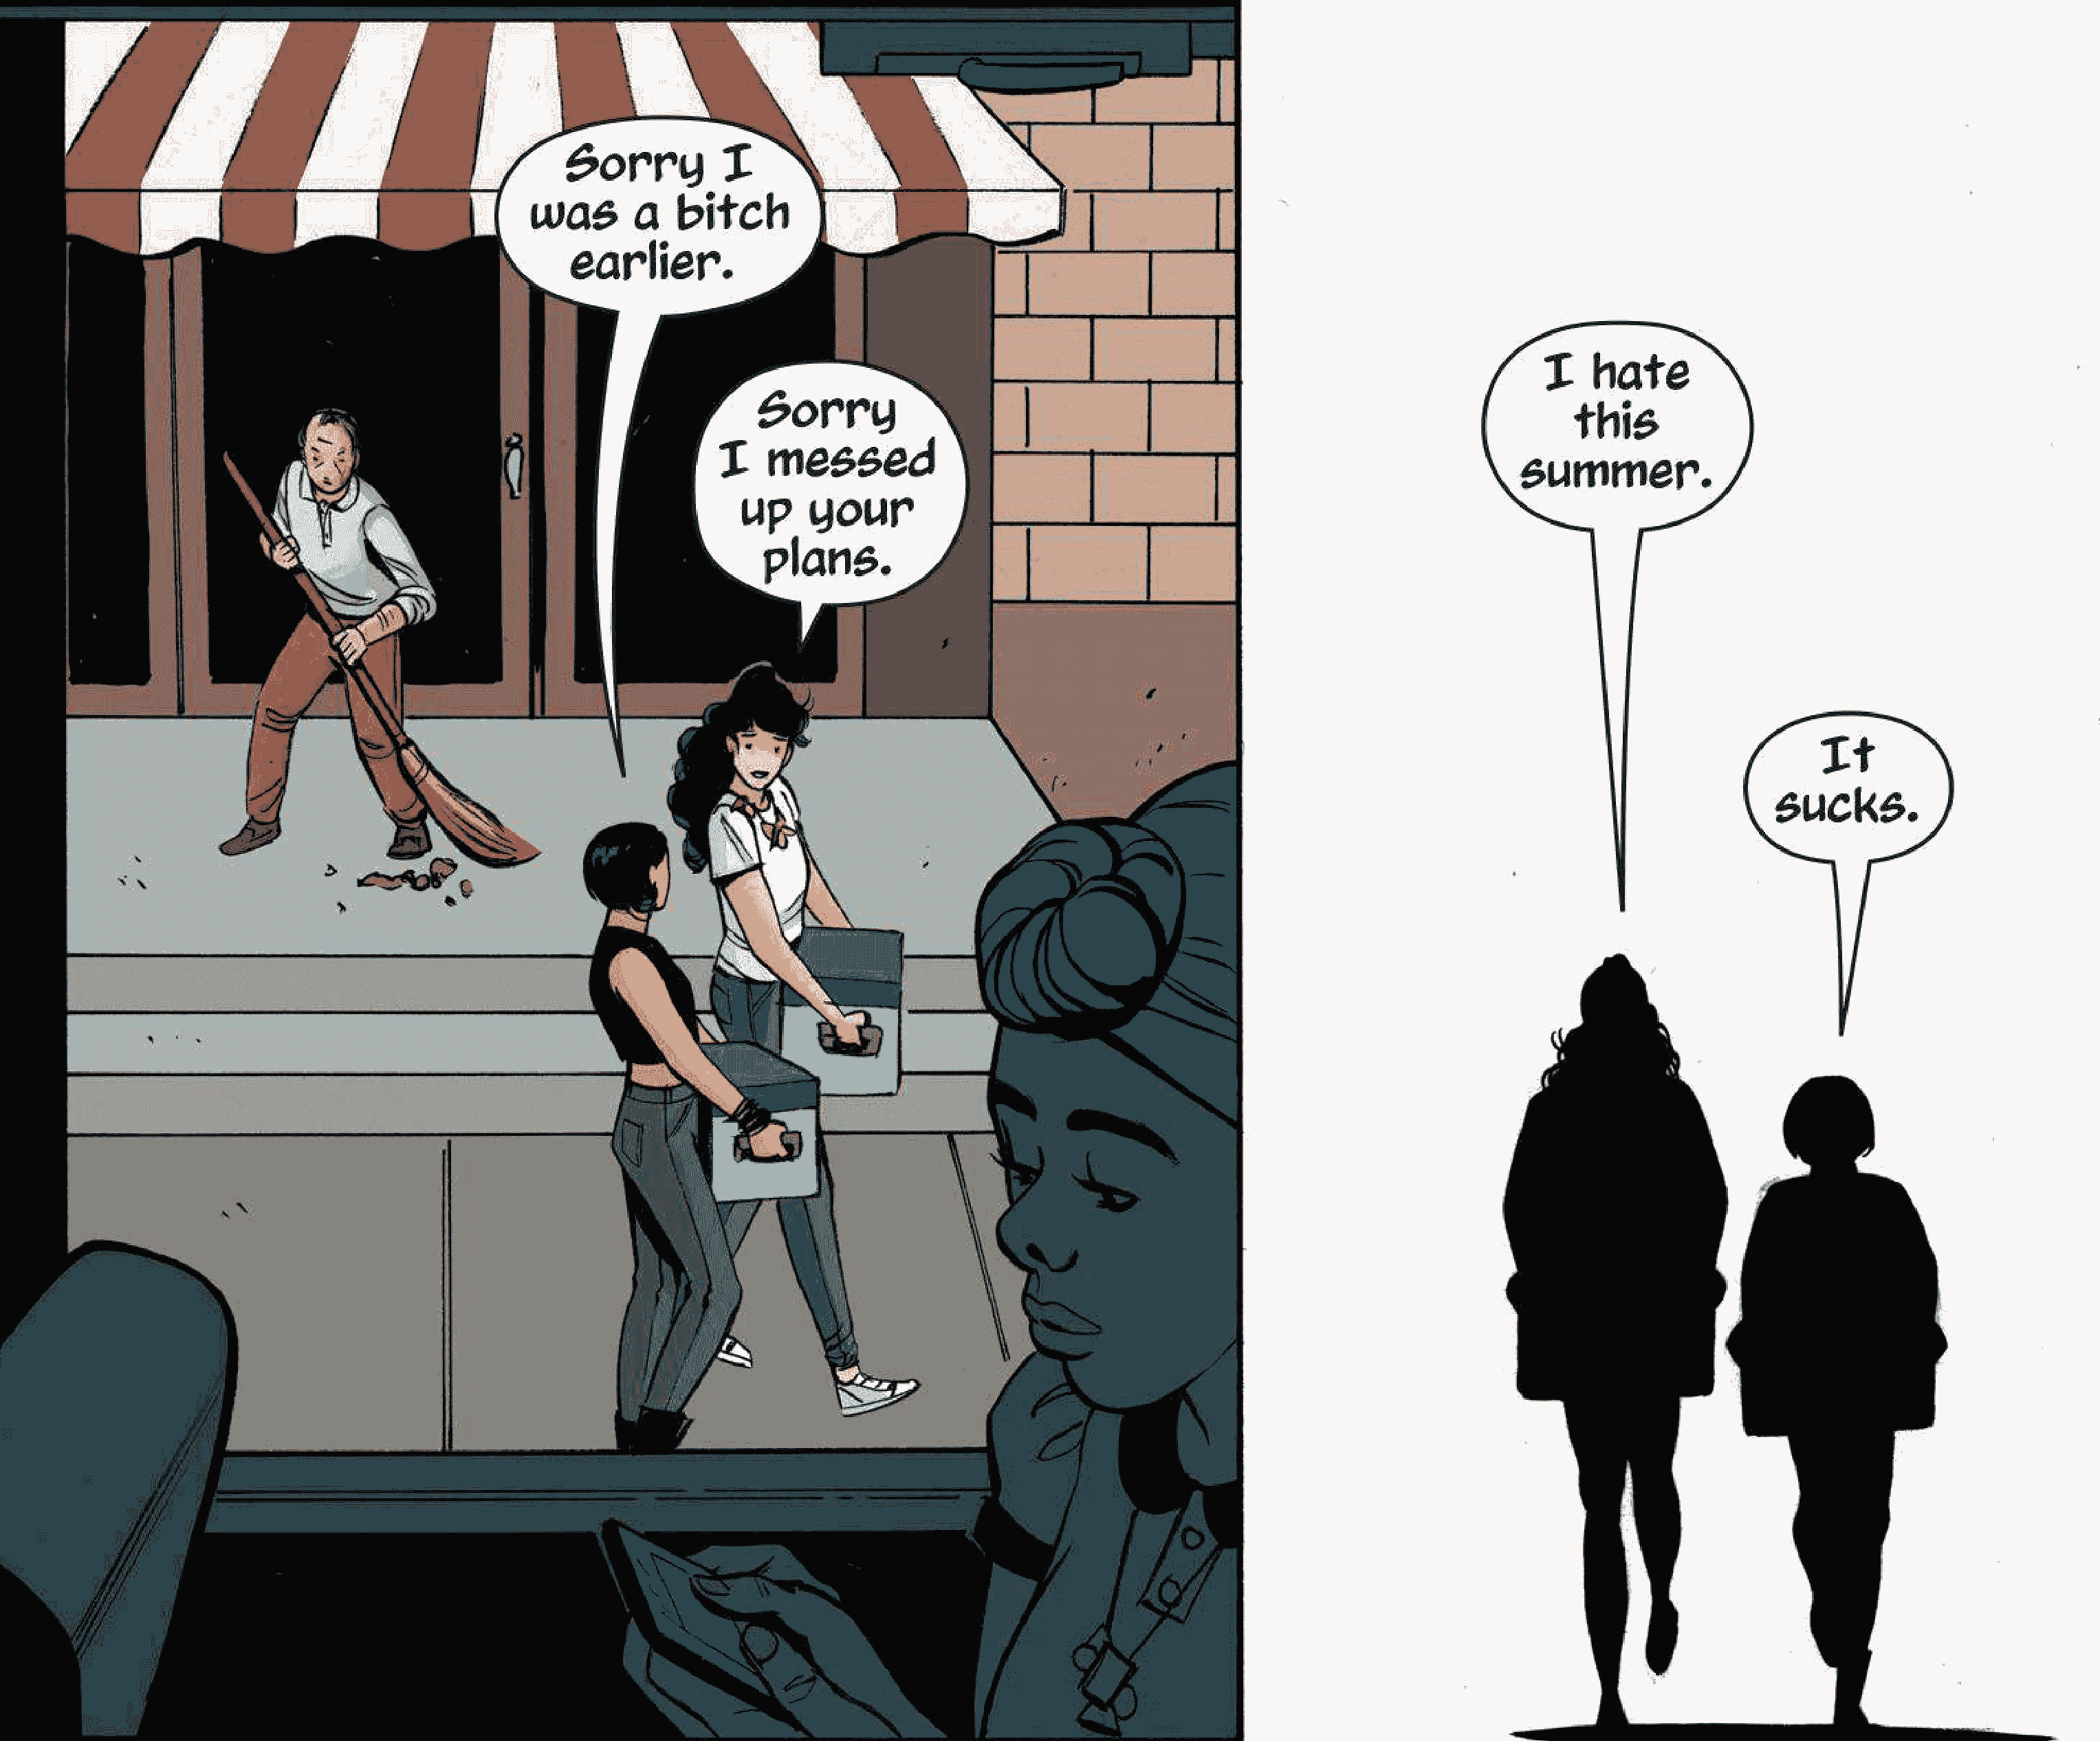 Sorry I
was a bitch
earlier.
Sorry
I messed
up your
plans.
I hate
this
summer.
It
sucks.